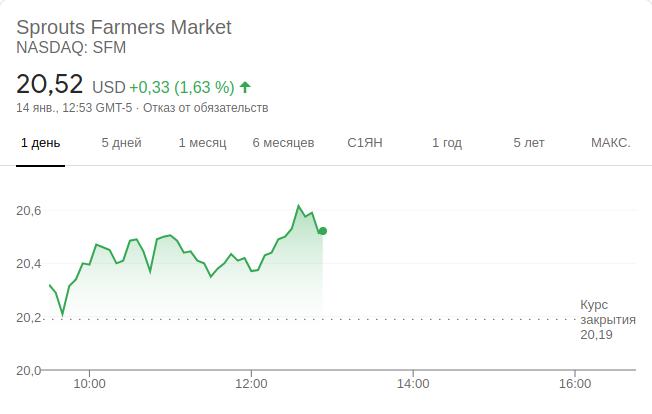 Sprouts Farmers Market
NASDAQ: SFM
20,52 USD +0,33 (1,63 %)
14 янв., 12:53 GMT-5 · Отказ от обязательств
1 день 5 дней 1 месяц 6 месяцев С1ЯН 1 год 5 лет МАКС.
20,6
20,4
20,2
20,0
Курс
закрытия
20,19
10:00 12:00 14:00 16:00